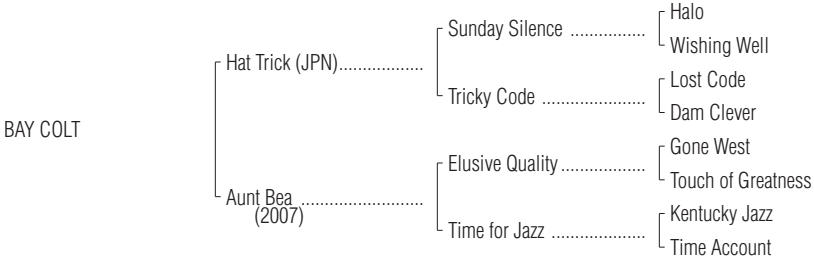 Halo
Sunday Silence ................
Wishing Well
Hat Trick (JPN)..................
Lost Code
Tricky Code ......................
Dam Clever
BAY COLT
Gone West
Elusive Quality ..................
Touch of Greatness
Aunt Bea ..........................
(2007)
Kentucky Jazz
Time for Jazz ....................
Time Account